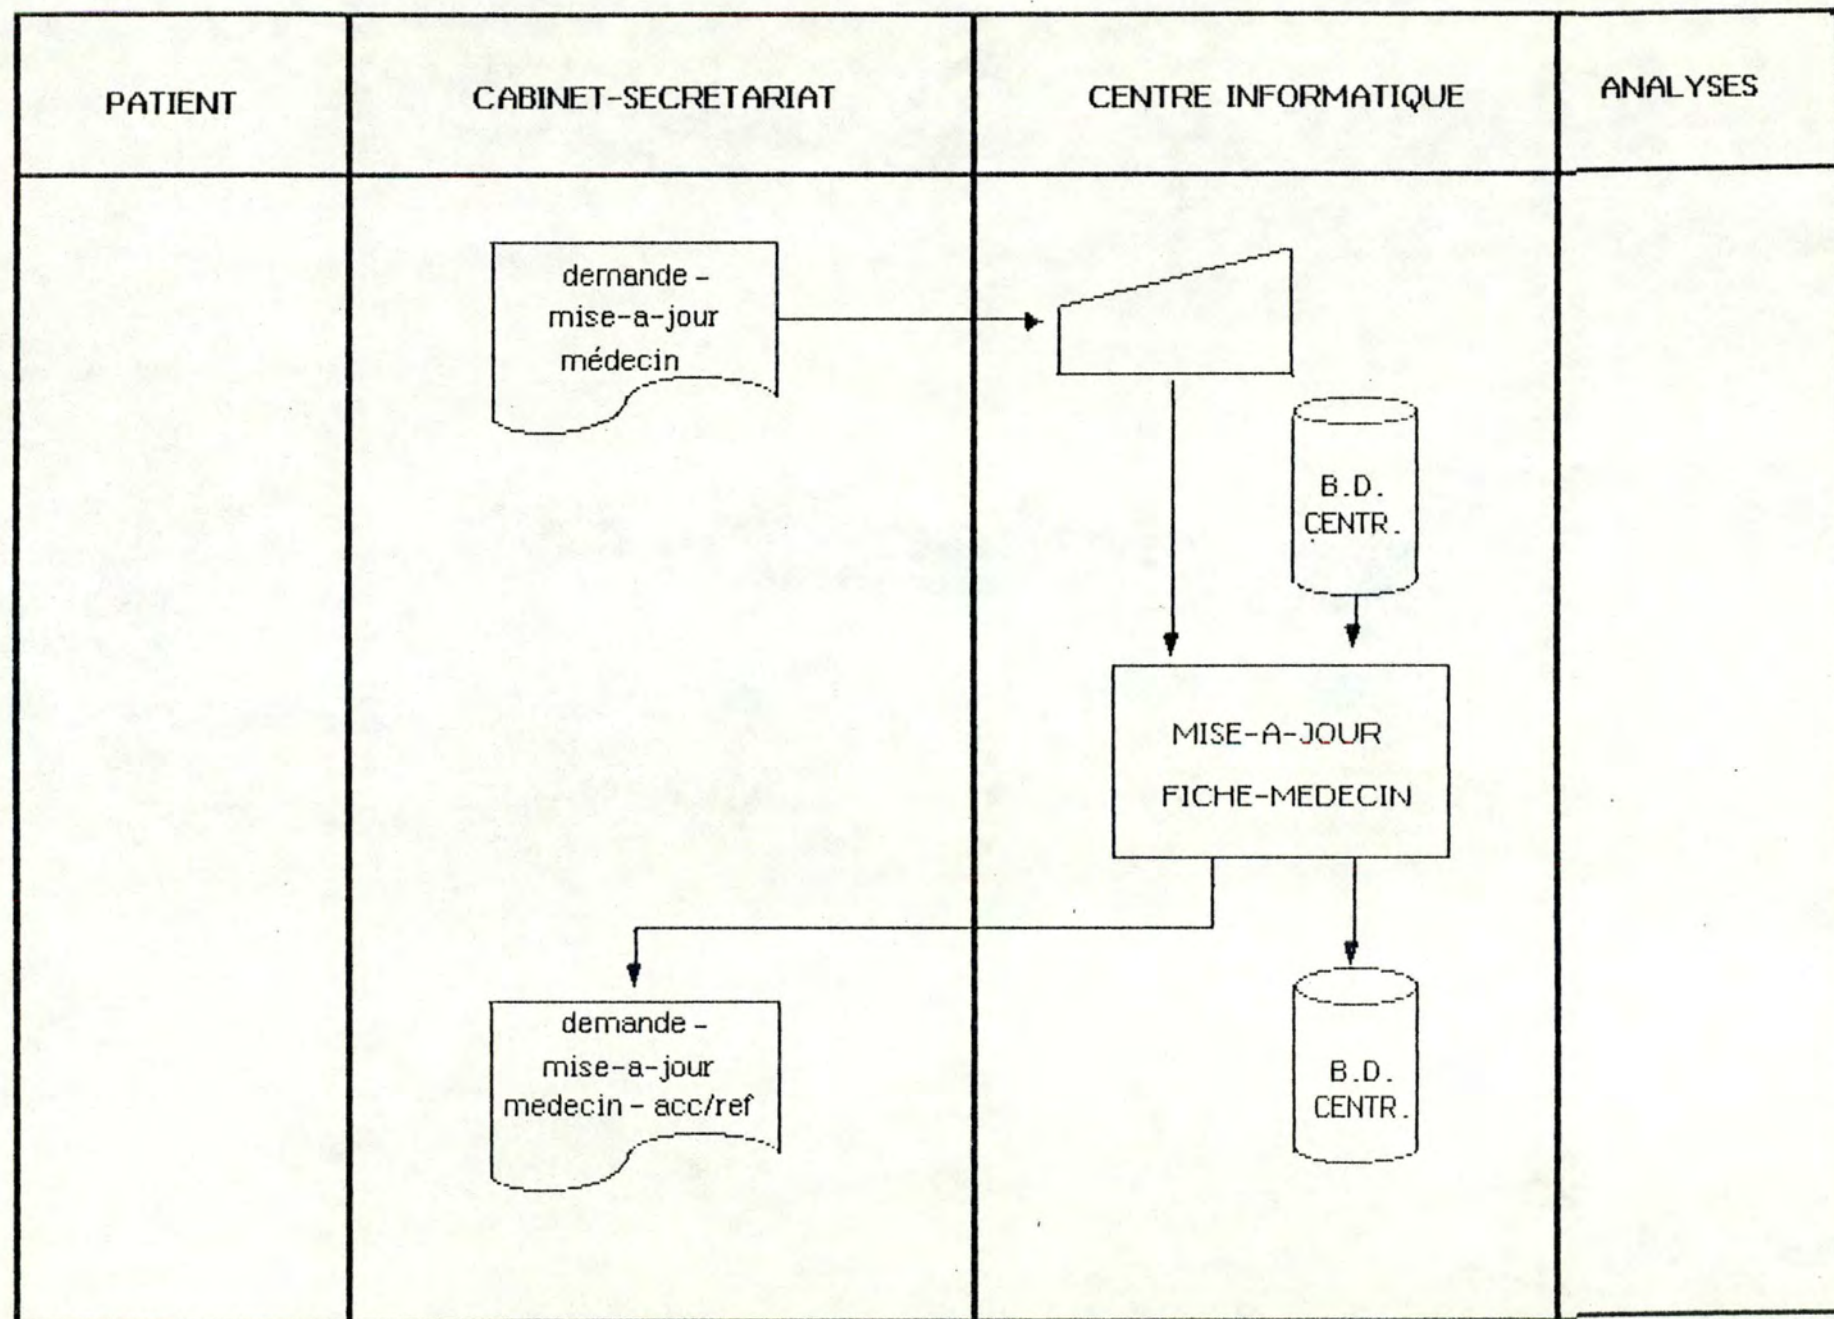 PATIENT
CABINET-SECRETARIAT
CENTRE INFORMATIQUE
ANALYSES
demande -
mise-a-jour
médecin
B.D.
CENTR.
MISE-A-JOUR
FICHE-MEDECIN
demande -
mise-a-jour
medecin - acc/ref
B.D.
CENTR.